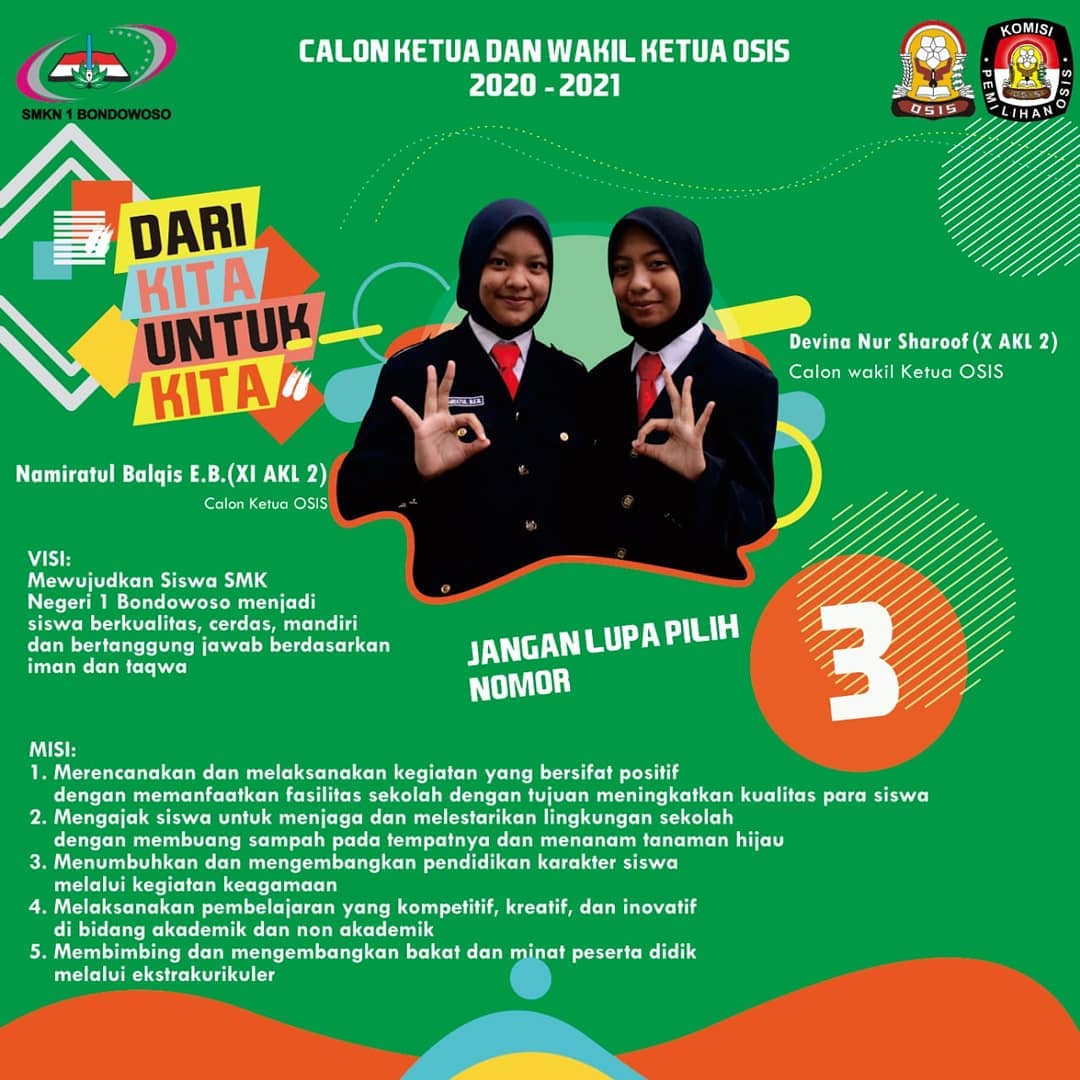 SMKN 1 BONDOWOSO
CALON KETUA DAN WAKIL KETUA OSIS
2020 - 2021
OSIS
KOMISI
PEMILIHAN OSIS
"DARI
KITA
UNTUK
KITA"
Devina Nur Sharoof (X AKL 2)
Calon wakil Ketua OSIS
Namiratul Balqis E.B.(XI AKL 2)
Calon Ketua OSIS
VISI:
Mewujudkan Siswa SMK
Negeri 1 Bondowoso menjadi
siswa berkualitas, cerdas, mandiri
dan bertanggung jawab berdasarkan
iman dan taqwa
JANGAN LUPA PILIH
NOMOR
3
MISI:
1. Merencanakan dan melaksanakan kegiatan yang bersifat positif
dengan memanfaatkan fasilitas sekolah dengan tujuan meningkatkan kualitas para siswa
2. Mengajak siswa untuk menjaga dan melestarikan lingkungan sekolah
dengan membuang sampah pada tempatnya dan menanam tanaman hijau
3. Menumbuhkan dan mengembangkan pendidikan karakter siswa
melalui kegiatan keagamaan
4. Melaksanakan pembelajaran yang kompetitif, kreatif, dan inovatif
di bidang akademik dan non akademik
5. Membimbing dan mengembangkan bakat dan minat peserta didik
melalui ekstrakurikuler